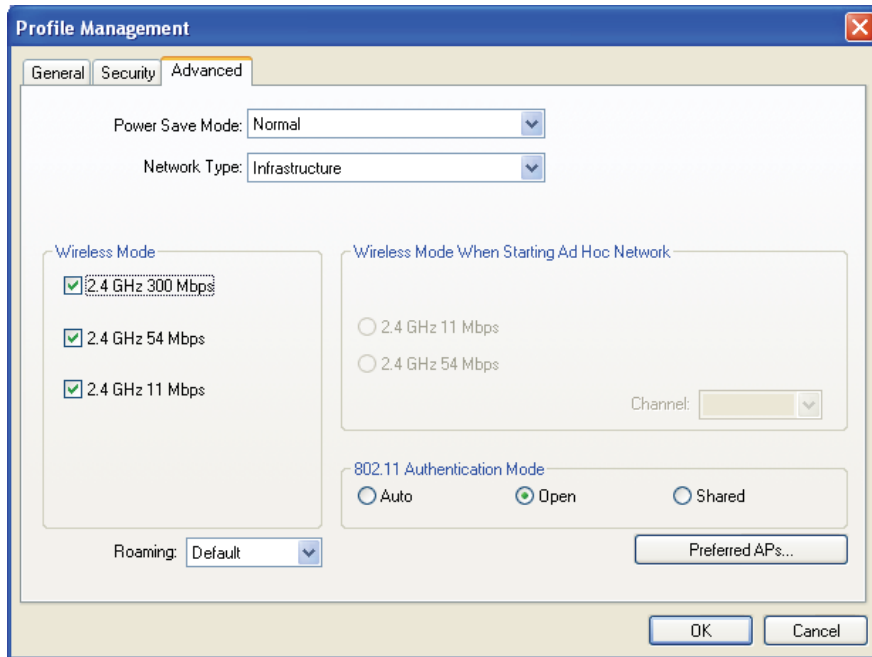 Profile Management
General Security Advanced
Power Save Mode: Normal
Network Type: Infrastructure
Wireless Mode
2.4 GHz 300 Mbps
2.4 GHz 54 Mbps
2.4 GHz 11 Mbps
Wireless Mode When Starting Ad Hoc Network
2.4 GHz 11 Mbps
2.4 GHz 54 Mbps
Channel:
802.11 Authentication Mode
Auto Open Shared
Roaming: Default
Preferred APs...
OK Cancel